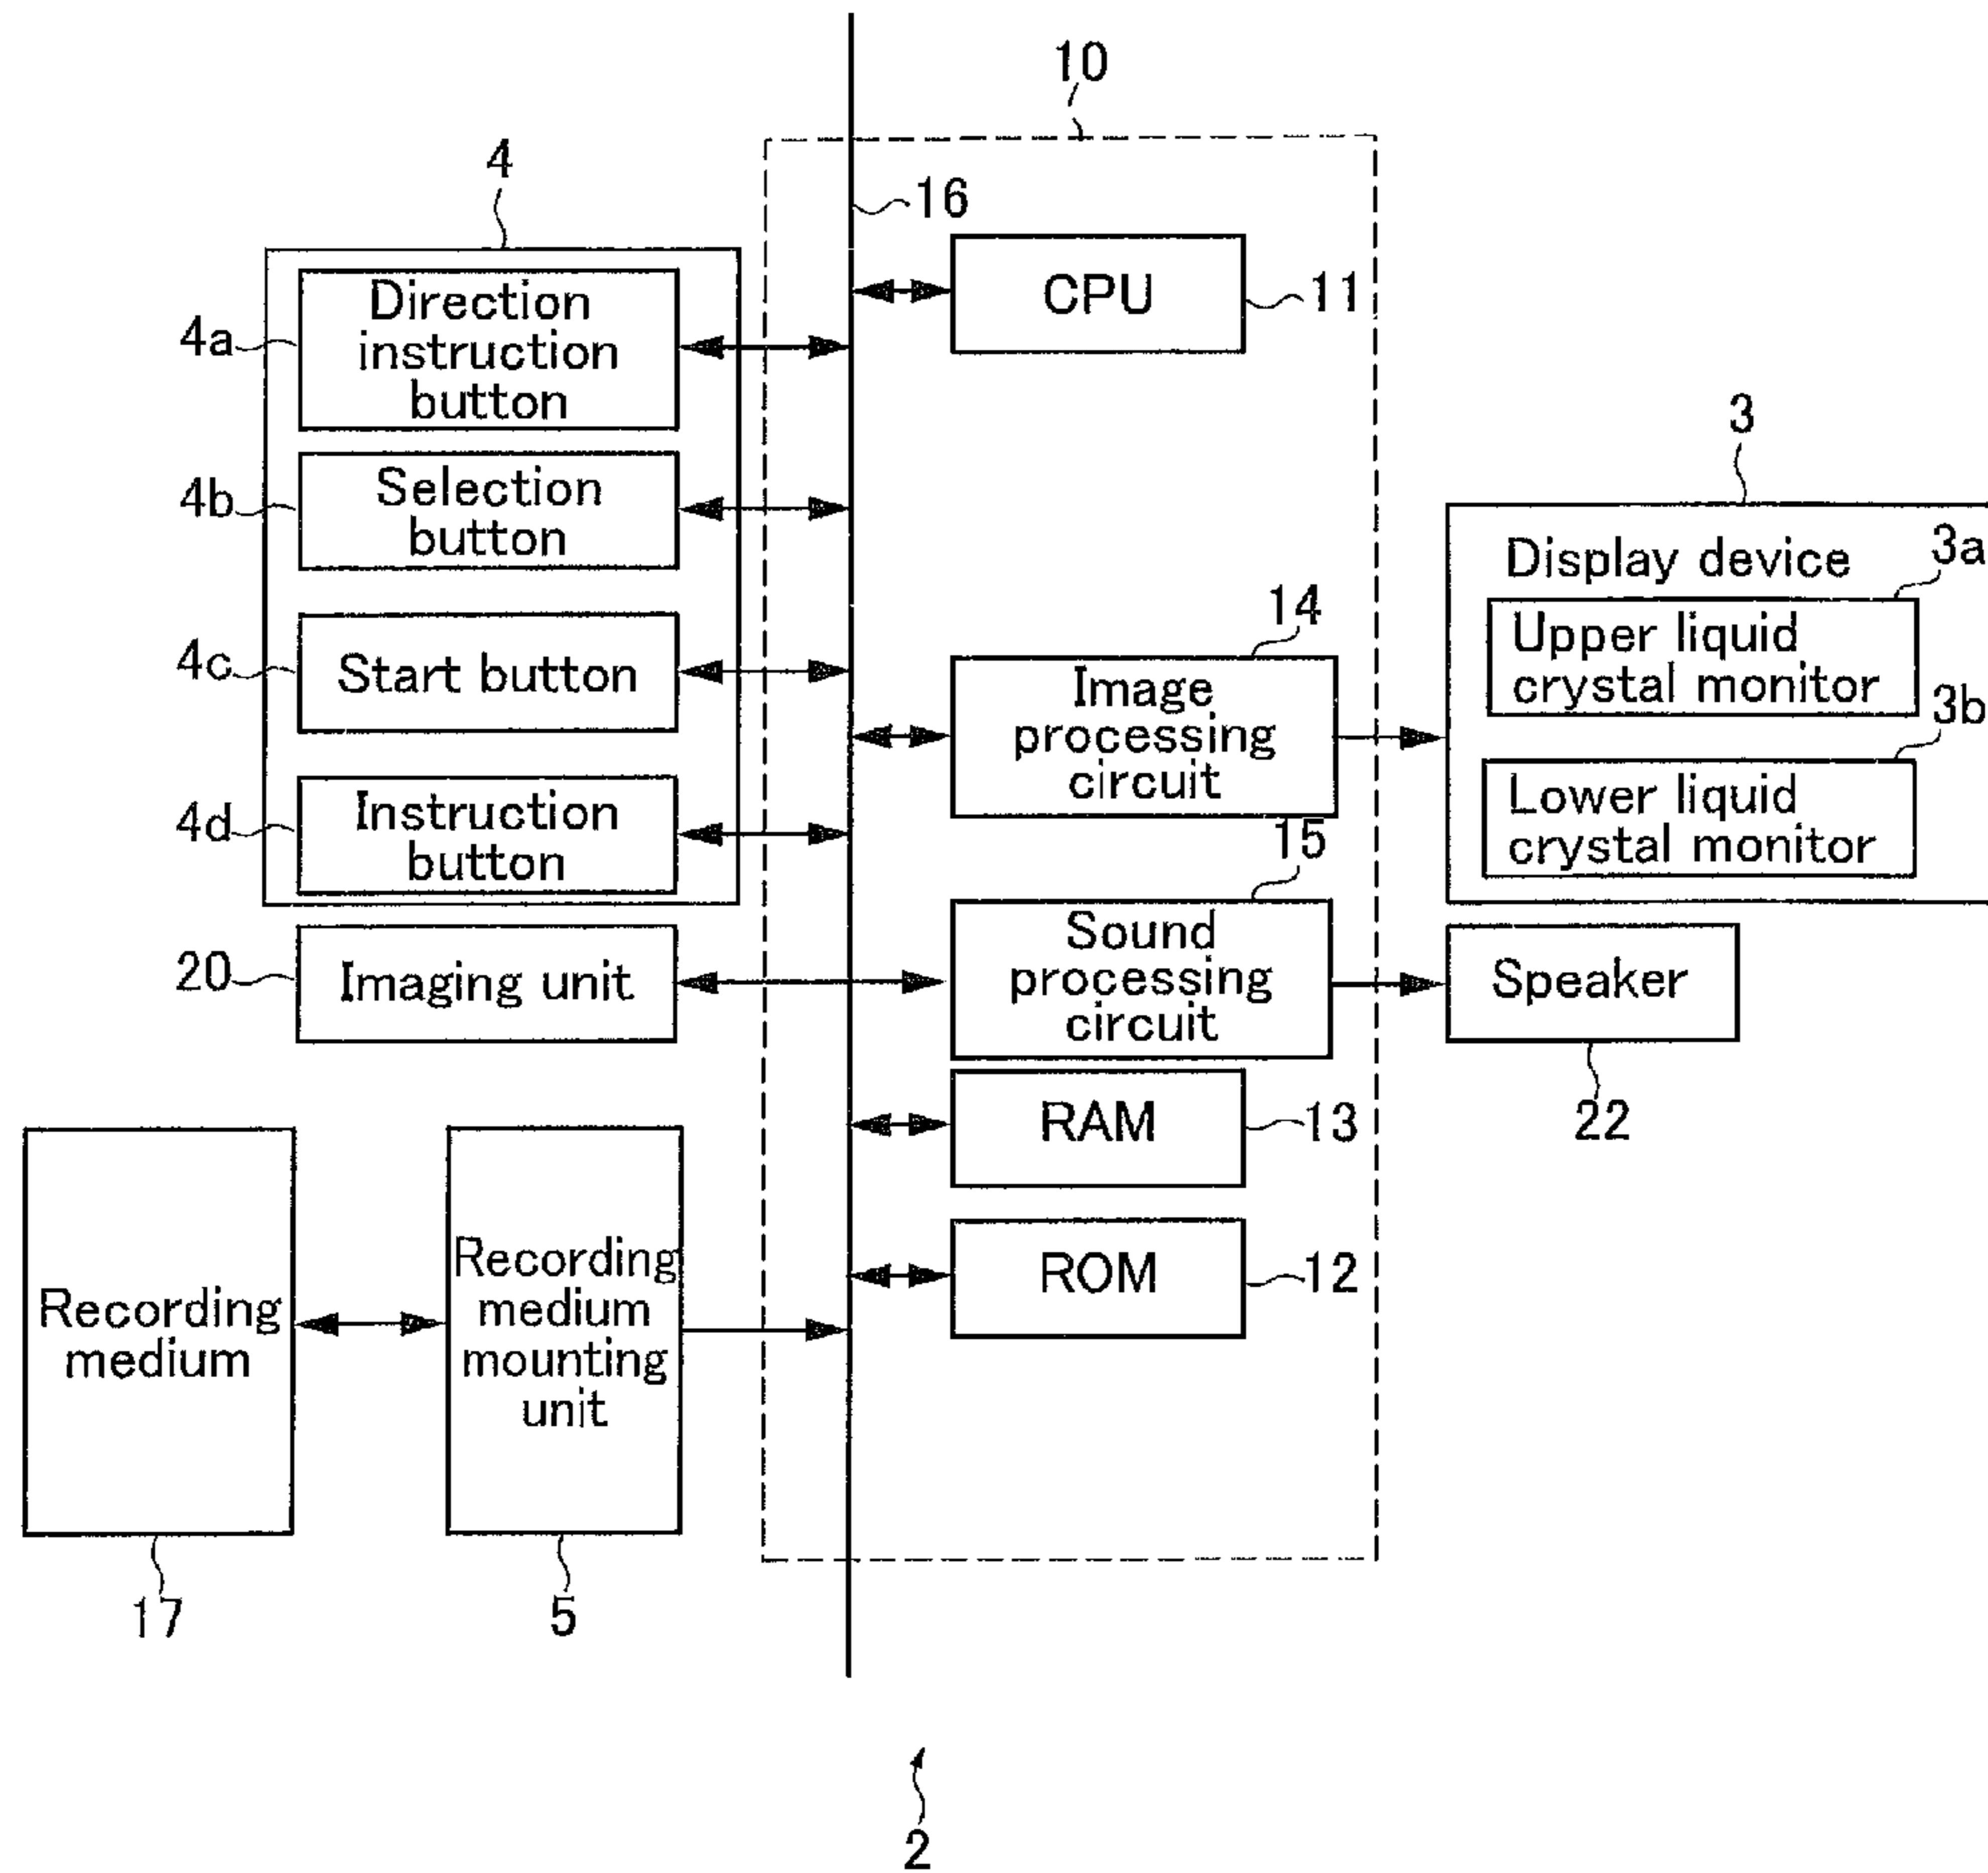 10
4
16
Direction
instruction
button
4a
CPU
11
Selection
button
4b
3
Display device
3a
Upper liquid
crystal monitor
3b
Lower liquid
crystal monitor
Start button
4c
14
Image
processing
circuit
Instruction
button
4d
15
Sound
processing
circuit
20
Imaging unit
Speaker
22
RAM
13
ROM
12
Recording
medium
17
Recording
medium
mounting
unit
5
2